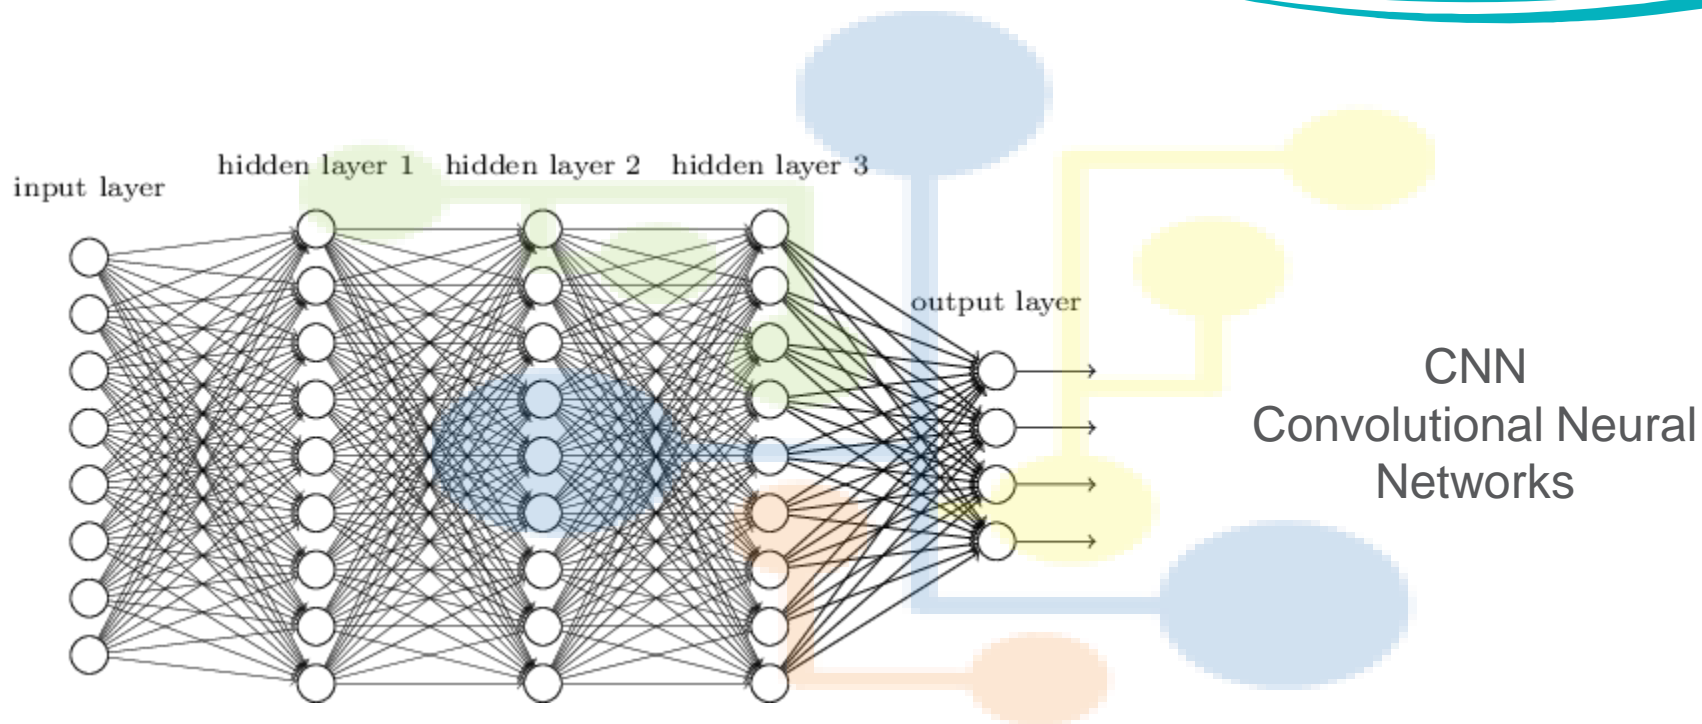 input layer
hidden layer 1
hidden layer 2
hidden layer 3
output layer
CNN
Convolutional Neural
Networks